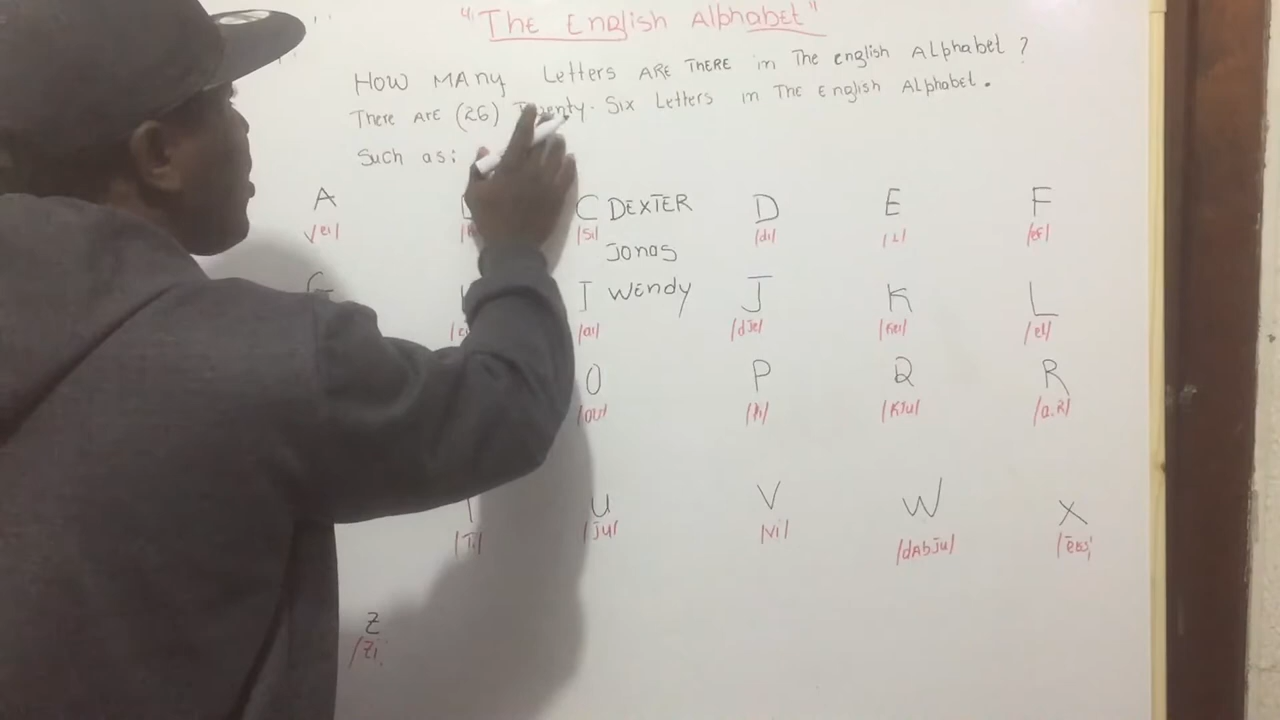 "The English Alphabet"
HOW MANy Letters ARE THERE in The english Alphabet ?
There ARE (26) Twenty-Six Letters in The English Alphabet.
Such as:
A C DEXTER D E F
/ei/ /si/ /di/ /i/ /ef/
Jonas
G I Wendy J K L
/ai/ /dJei/ /kei/ /el/
O P Q R
/ou/ /pi/ /kJu/ /a.R/
T U V W X
/Ti/ /Ju/ /vi/ /dAbJu/
Z
/Zi